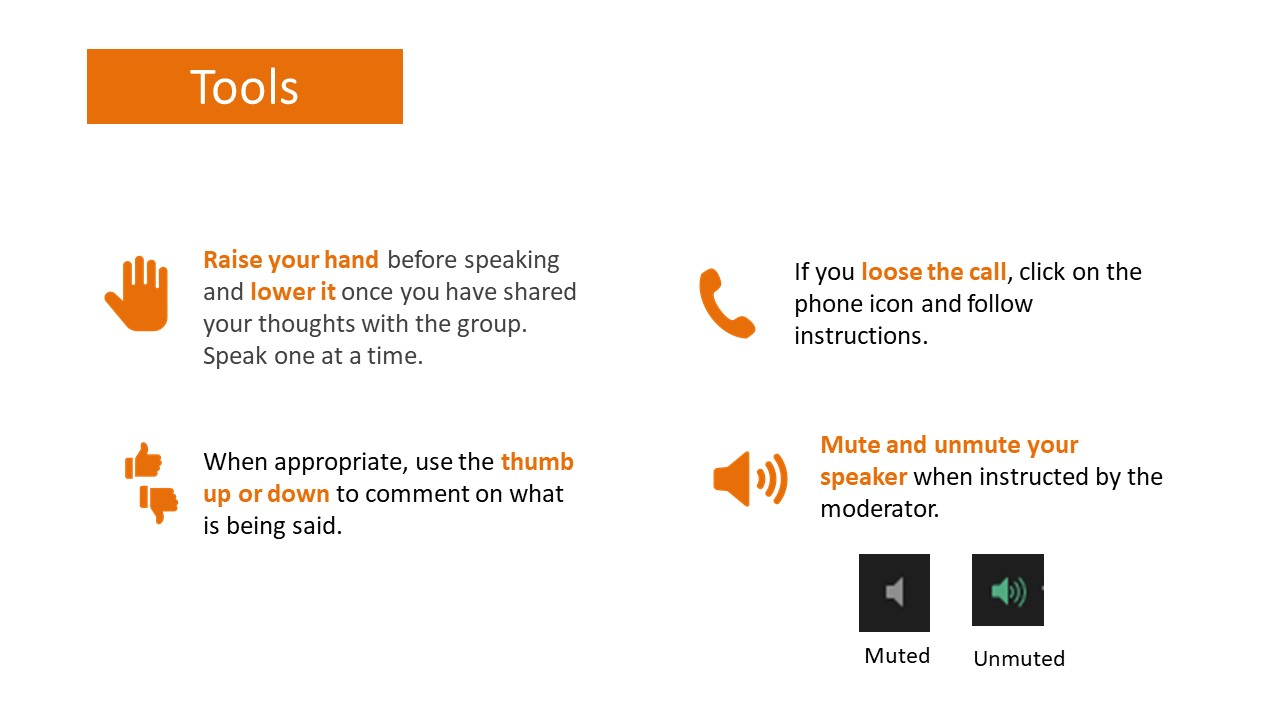 Tools
Raise your hand before speaking
and lower it once you have shared
your thoughts with the group.
Speak one at a time.
When appropriate, use the thumb
up or down to comment on what
is being said.
If you loose the call, click on the
phone icon and follow
instructions.
Mute and unmute your
speaker when instructed by the
moderator.
Muted
Unmuted